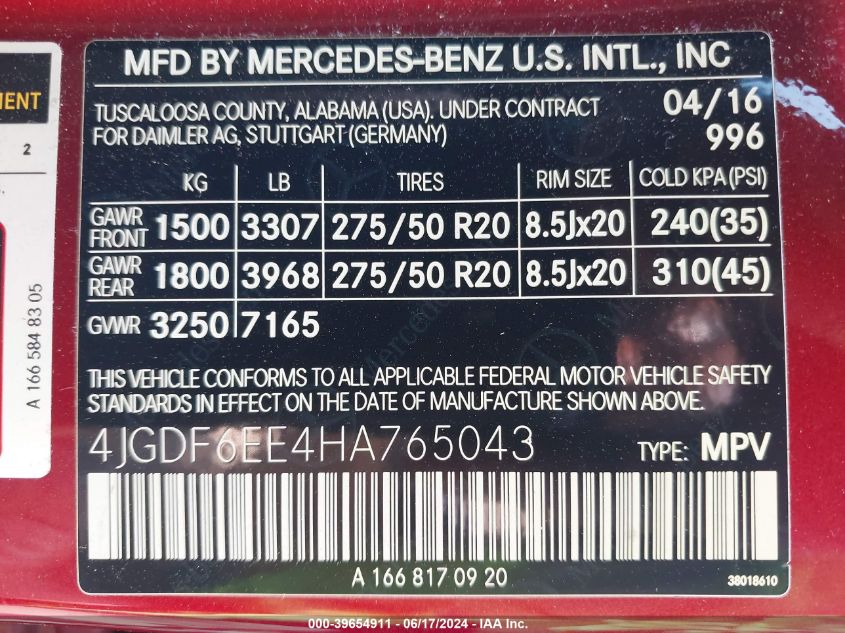 MFD BY MERCEDES-BENZ U.S. INTL., INC
TUSCALOOSA COUNTY, ALABAMA (USA). UNDER CONTRACT 04/16
FOR DAIMLER AG, STUTTGART (GERMANY) 996
KG LB TIRES RIM SIZE COLD KPA (PSI)
GAWR FRONT 1500 3307 275/50 R20 8.5Jx20 240(35)
GAWR REAR 1800 3968 275/50 R20 8.5Jx20 310(45)
GVWR 3250 7165
THIS VEHICLE CONFORMS TO ALL APPLICABLE FEDERAL MOTOR VEHICLE SAFETY
STANDARDS IN EFFECT ON THE DATE OF MANUFACTURE SHOWN ABOVE.
4JGDF6EE4HA765043 TYPE: MPV
A 166 817 09 20 38018610
2
A 166 584 83 05
000-39654911 - 06/17/2024 - IAA Inc.